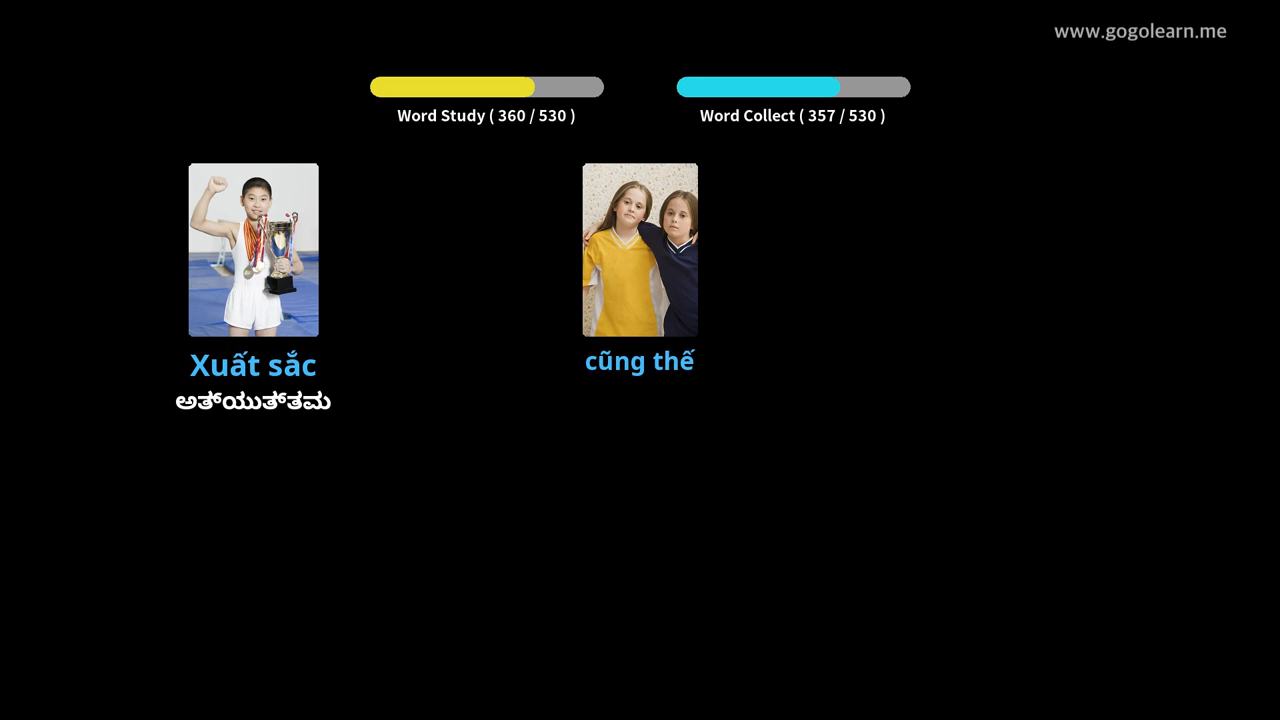 www.gogolearn.me
Word Study ( 360 / 530 )
Word Collect ( 357 / 530 )
Xuất sắc
ಅತ್ಯುತ್ತಮ
cũng thế